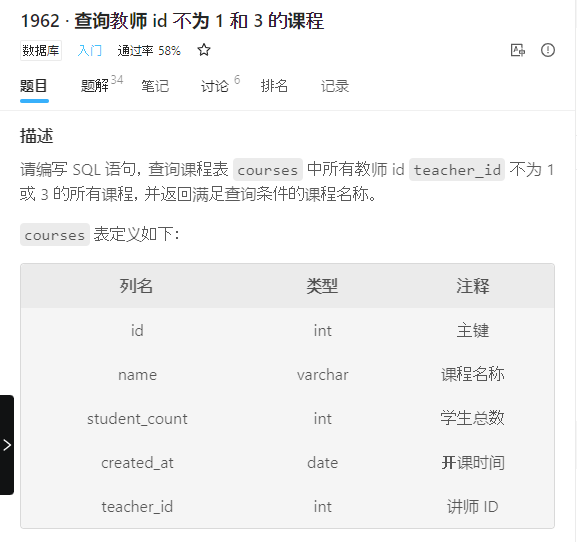 1962 · 查询教师 id 不为 1 和 3 的课程
数据库 入门 通过率 58%
题目 题解 34 笔记 讨论 6 排名 记录
描述
请编写 SQL 语句, 查询课程表 courses 中所有教师 id teacher_id 不为 1
或 3 的所有课程, 并返回满足查询条件的课程名称。
courses 表定义如下:
列名 类型 注释
id int 主键
name varchar 课程名称
student_count int 学生总数
created_at date 开课时间
teacher_id int 讲师 ID